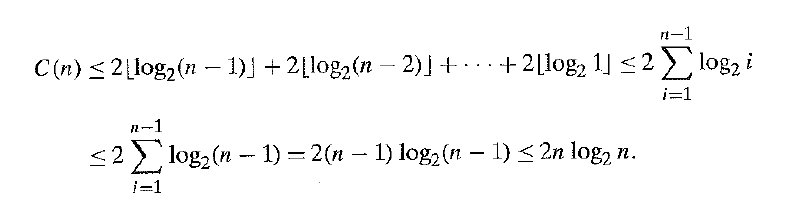 C(n) ≤ 2⌊log₂(n − 1)⌋ + 2⌊log₂(n − 2)⌋ + · · · + 2⌊log₂ 1⌋ ≤ 2 ∑_{i=1}^{n−1} log₂ i
≤ 2 ∑_{i=1}^{n−1} log₂(n − 1) = 2(n − 1) log₂(n − 1) ≤ 2n log₂ n.